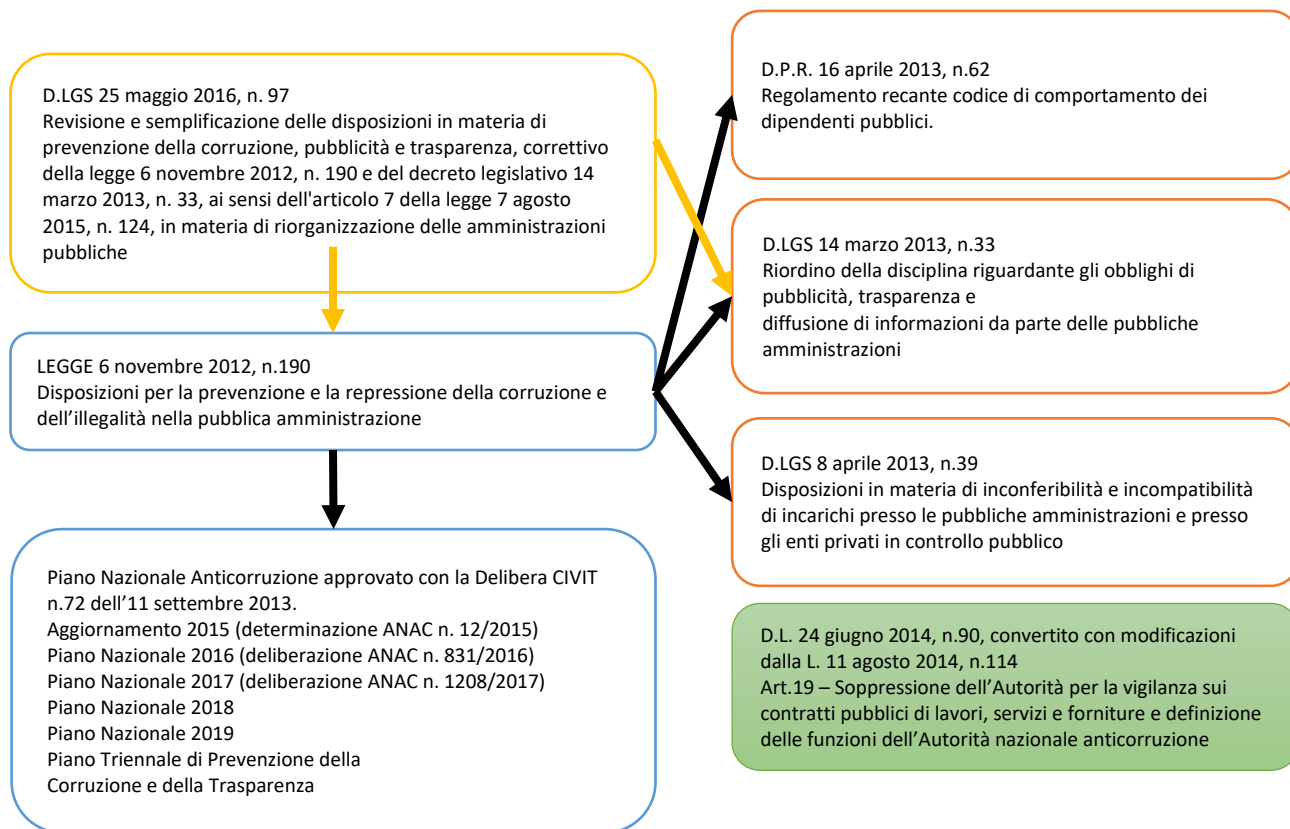 D.LGS 25 maggio 2016, n. 97
Revisione e semplificazione delle disposizioni in materia di
prevenzione della corruzione, pubblicità e trasparenza, correttivo
della legge 6 novembre 2012, n. 190 e del decreto legislativo 14
marzo 2013, n. 33, ai sensi dell'articolo 7 della legge 7 agosto
2015, n. 124, in materia di riorganizzazione delle amministrazioni
pubbliche
LEGGE 6 novembre 2012, n.190
Disposizioni per la prevenzione e la repressione della corruzione e
dell’illegalità nella pubblica amministrazione
Piano Nazionale Anticorruzione approvato con la Delibera CIVIT
n.72 dell’11 settembre 2013.
Aggiornamento 2015 (determinazione ANAC n. 12/2015)
Piano Nazionale 2016 (deliberazione ANAC n. 831/2016)
Piano Nazionale 2017 (deliberazione ANAC n. 1208/2017)
Piano Nazionale 2018
Piano Nazionale 2019
Piano Triennale di Prevenzione della
Corruzione e della Trasparenza
D.P.R. 16 aprile 2013, n.62
Regolamento recante codice di comportamento dei
dipendenti pubblici.
D.LGS 14 marzo 2013, n.33
Riordino della disciplina riguardante gli obblighi di
pubblicità, trasparenza e
diffusione di informazioni da parte delle pubbliche
amministrazioni
D.LGS 8 aprile 2013, n.39
Disposizioni in materia di inconferibilità e incompatibilità
di incarichi presso le pubbliche amministrazioni e presso
gli enti privati in controllo pubblico
D.L. 24 giugno 2014, n.90, convertito con modificazioni
dalla L. 11 agosto 2014, n.114
Art.19 – Soppressione dell’Autorità per la vigilanza sui
contratti pubblici di lavori, servizi e forniture e definizione
delle funzioni dell’Autorità nazionale anticorruzione